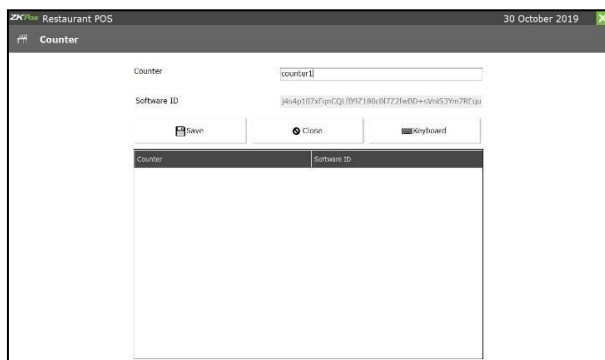 ZKPos Restaurant POS 30 October 2019 X
Counter
Counter counter1
Software ID
Save Close Keyboard
Counter Software ID